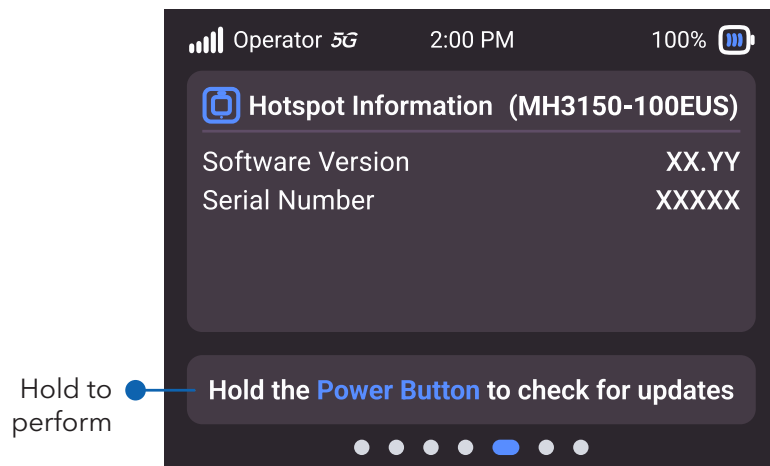 Operator 5G 2:00 PM 100%
Hotspot Information (MH3150-100EUS)
Software Version XX.YY
Serial Number XXXXX
Hold to
perform
Hold the Power Button to check for updates